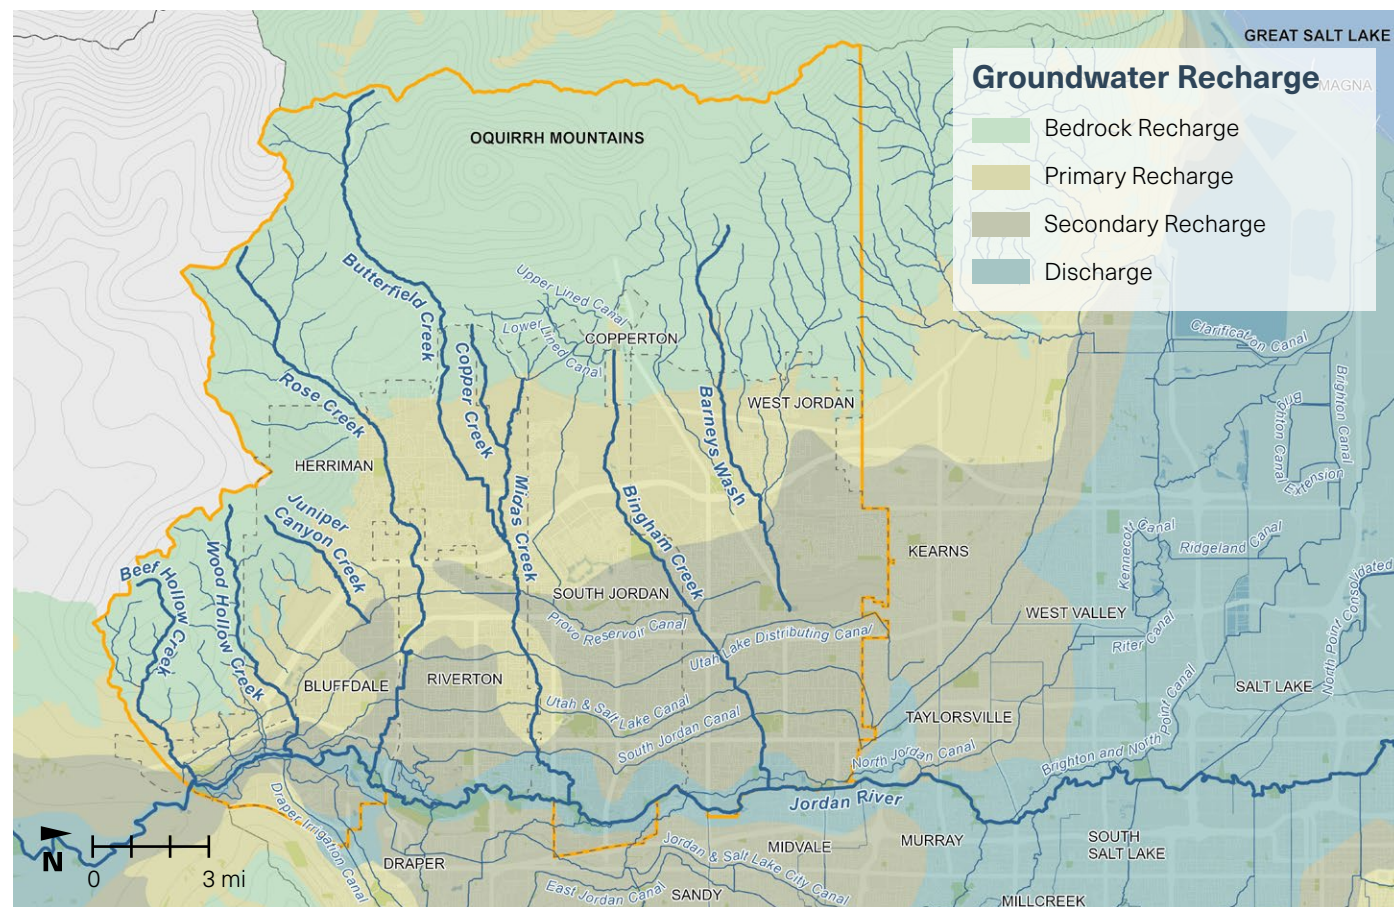 GREAT SALT LAKE
Groundwater Recharge
MAGNA
Bedrock Recharge
Primary Recharge
Secondary Recharge
Discharge
OQUIRRH MOUNTAINS
Butterfield Creek
Upper Lined Canal
Lower Lined Canal
COPPERTON
Copper Creek
Rose Creek
Barneys Wash
WEST JORDAN
Clarification Canal
Brighton Canal
Brighton Canal
Extension
HERRIMAN
Juniper
Canyon Creek
Midas Creek
Bingham Creek
Beef Hollow Creek
Wood Hollow Creek
KEARNS
Kennecott Canal
Ridgeland Canal
SOUTH JORDAN
Provo Reservoir Canal
Utah Lake Distributing Canal
WEST VALLEY
Riter Canal
North Point Consolidated
BLUFFDALE
RIVERTON
SALT LAKE
Utah & Salt Lake Canal
South Jordan Canal
TAYLORSVILLE
North Jordan Canal
Brighton and North Point Canal
Jordan River
Draper Irrigation Canal
N
0 3 mi
DRAPER
MIDVALE
MURRAY
SOUTH
SALT LAKE
Jordan & Salt Lake City Canal
East Jordan Canal
SANDY
MILLCREEK